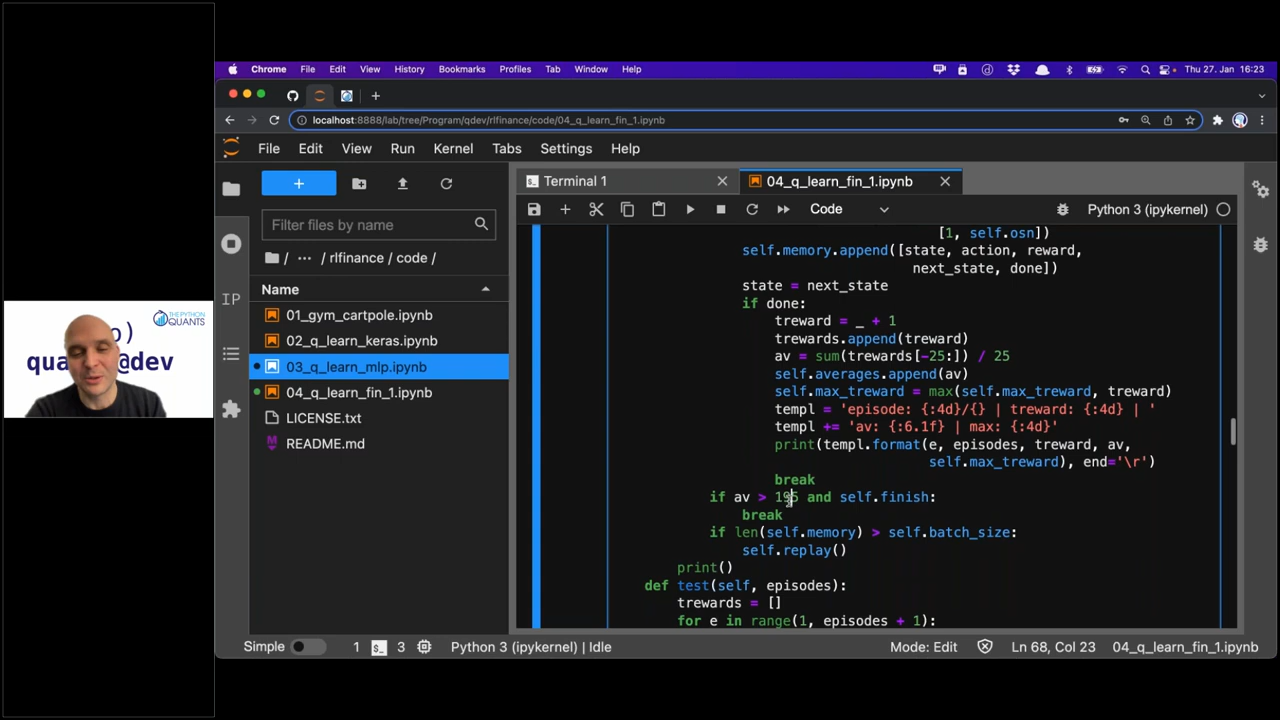 Chrome File Edit View History Bookmarks Profiles Tab Window Help Thu 27. Jan 16:23
localhost:8888/lab/tree/Program/qdev/rlfinance/code/04_q_learn_fin_1.ipynb
File Edit View Run Kernel Tabs Settings Help
Terminal 1
04_q_learn_fin_1.ipynb
Code
Python 3 (ipykernel)
Filter files by name
/ ··· / rlfinance / code /
Name
01_gym_cartpole.ipynb
02_q_learn_keras.ipynb
03_q_learn_mlp.ipynb
04_q_learn_fin_1.ipynb
LICENSE.txt
README.md
[1, self.osn])
self.memory.append([state, action, reward,
next_state, done])
state = next_state
if done:
treward = _ + 1
trewards.append(treward)
av = sum(trewards[-25:]) / 25
self.averages.append(av)
self.max_treward = max(self.max_treward, treward)
templ = 'episode: {:4d}/{} | treward: {:4d} | '
templ += 'av: {:6.1f} | max: {:4d}'
print(templ.format(e, episodes, treward, av,
self.max_treward), end='\r')
break
if av > 195 and self.finish:
break
if len(self.memory) > self.batch_size:
self.replay()
print()
def test(self, episodes):
trewards = []
for e in range(1, episodes + 1):
Simple 1 3 Python 3 (ipykernel) | Idle Mode: Edit Ln 68, Col 23 04_q_learn_fin_1.ipynb
THE PYTHON
QUANTS
@dev